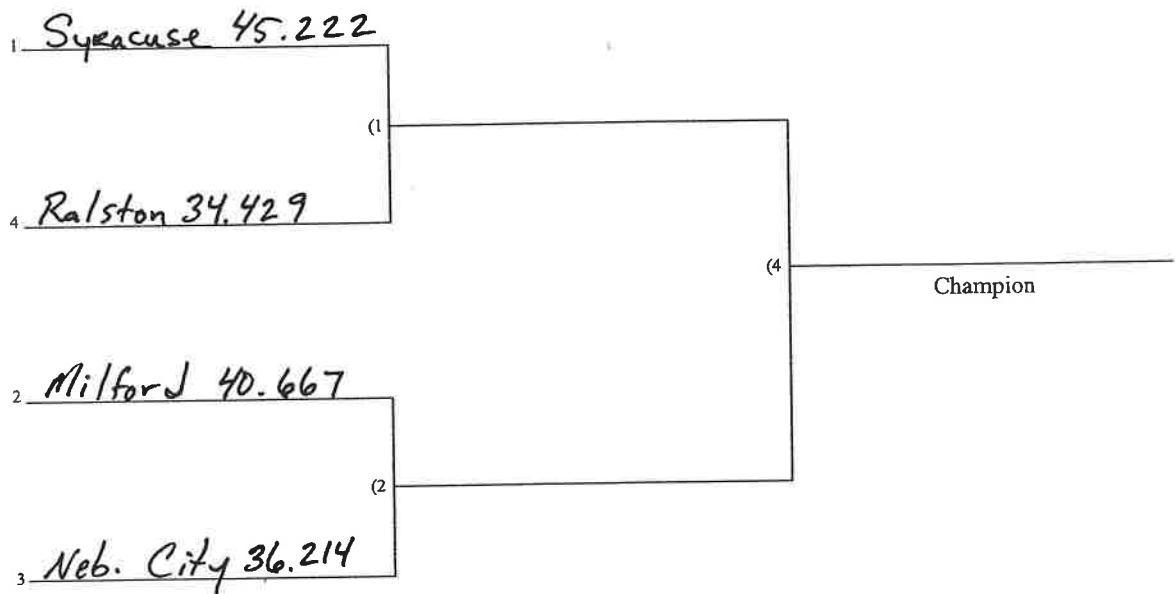 1 Syracuse 45.222
(1
4 Ralston 34.429
(4
Champion
2 Milford 40.667
(2
3 Neb. City 36.214